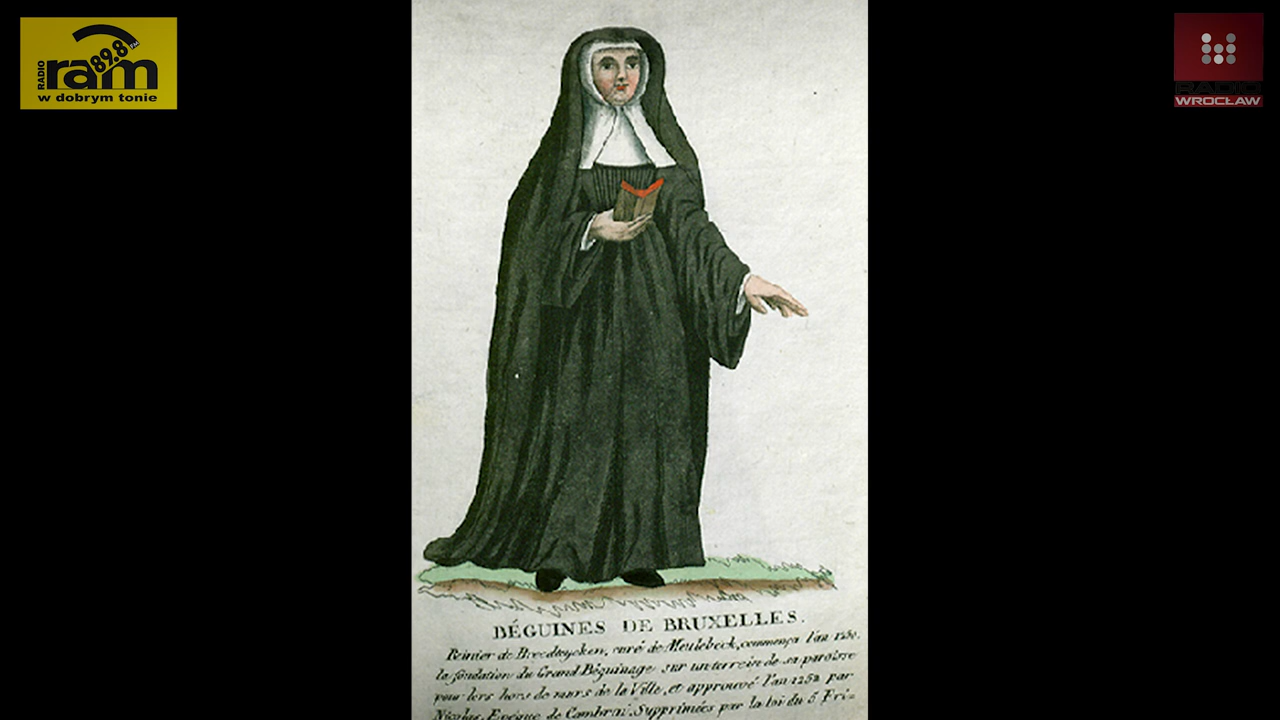 RADIO
ram
89.8 FM
w dobrym tonie
RADIO
WROCŁAW
BÉGUINES DE BRUXELLES.
Reinier de Breedeycken, curé de Meulebeck, commença l'an 1250.
la fondation du Grand Béguinage sur un terrein de sa paroisse
pour lors hors de murs de la Ville, et approuvé l'an 1252 par
Nicolas, Evêque de Cambrai. Supprimées par la loi du 5 Fri-